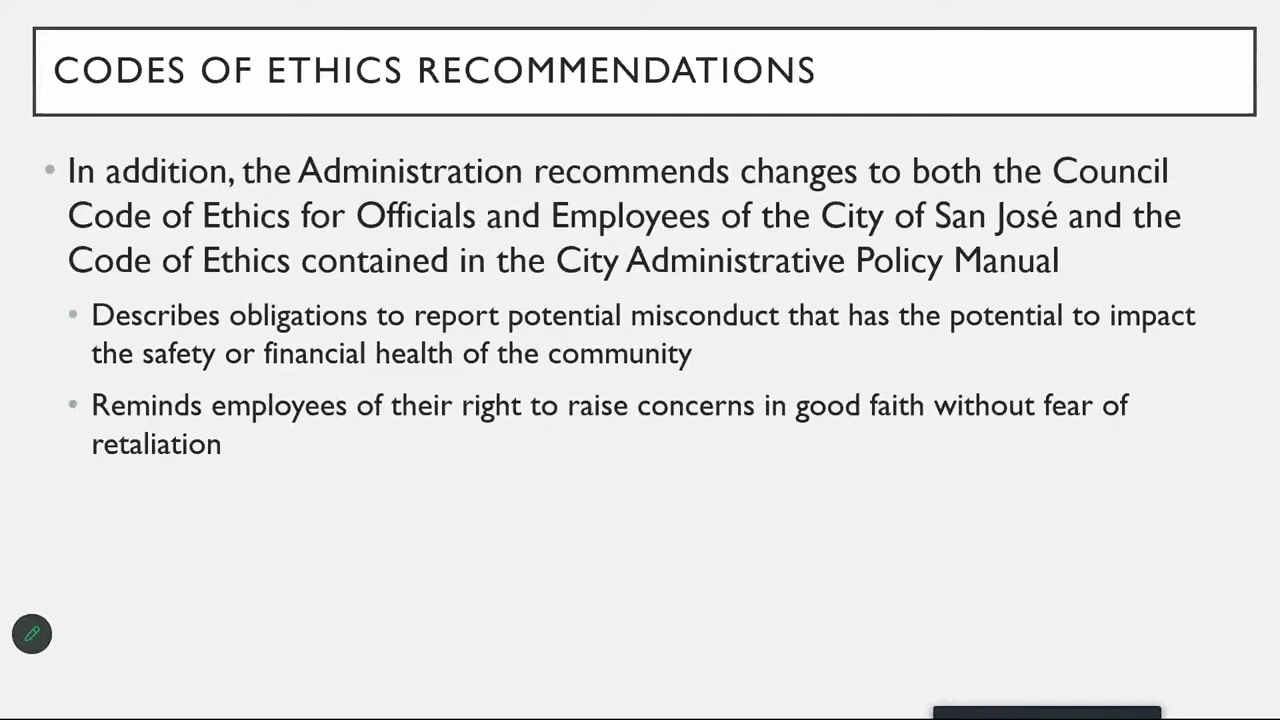 CODES OF ETHICS RECOMMENDATIONS
• In addition, the Administration recommends changes to both the Council
Code of Ethics for Officials and Employees of the City of San José and the
Code of Ethics contained in the City Administrative Policy Manual
• Describes obligations to report potential misconduct that has the potential to impact
the safety or financial health of the community
• Reminds employees of their right to raise concerns in good faith without fear of
retaliation